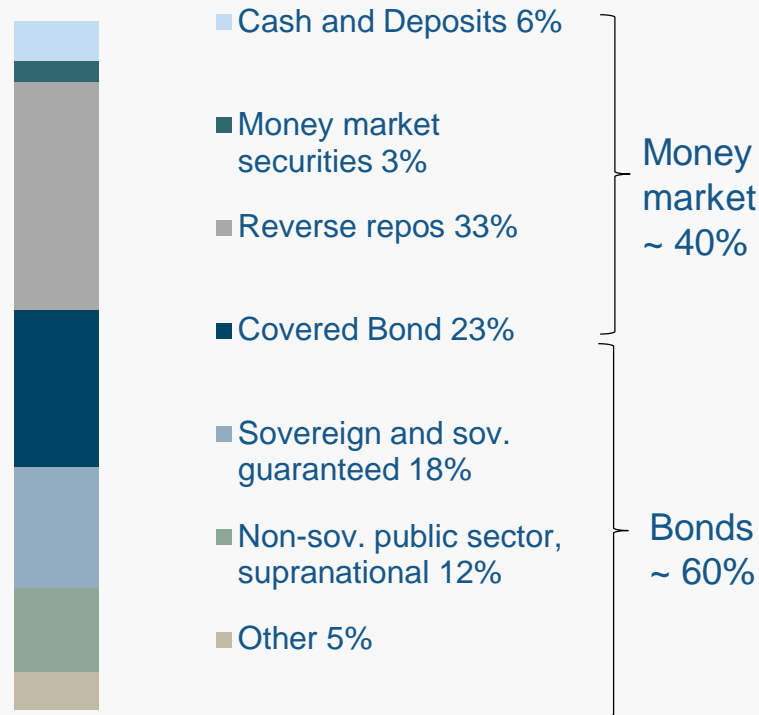 Cash and Deposits 6%
Money market
securities 3%
Reverse repos 33%
Covered Bond 23%
Sovereign and sov.
guaranteed 18%
Non-sov. public sector,
supranational 12%
Other 5%
Money
market
~ 40%
Bonds
~ 60%